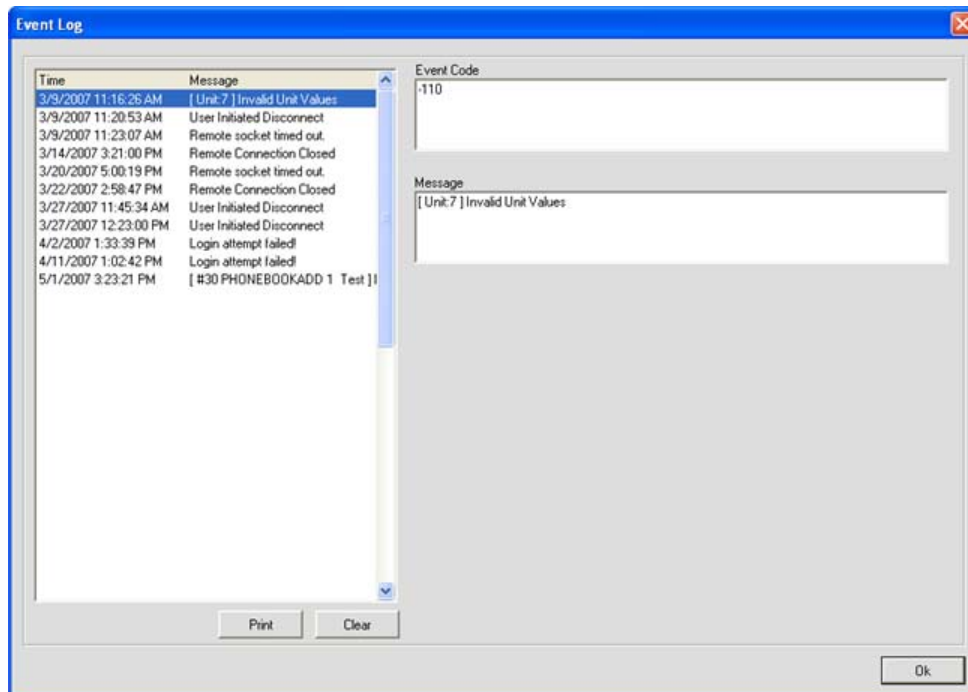 Event Log
Time Message
3/9/2007 11:16:26 AM [ Unit:7 ] Invalid Unit Values
3/9/2007 11:20:53 AM User Initiated Disconnect
3/9/2007 11:23:07 AM Remote socket timed out.
3/14/2007 3:21:00 PM Remote Connection Closed
3/20/2007 5:00:19 PM Remote socket timed out.
3/22/2007 2:58:47 PM Remote Connection Closed
3/27/2007 11:45:34 AM User Initiated Disconnect
3/27/2007 12:23:00 PM User Initiated Disconnect
4/2/2007 1:33:39 PM Login attempt failed!
4/11/2007 1:02:42 PM Login attempt failed!
5/1/2007 3:23:21 PM [ #30 PHONEBOOKADD 1 Test ]
Print Clear
Event Code
-110
Message
[ Unit:7 ] Invalid Unit Values
Ok